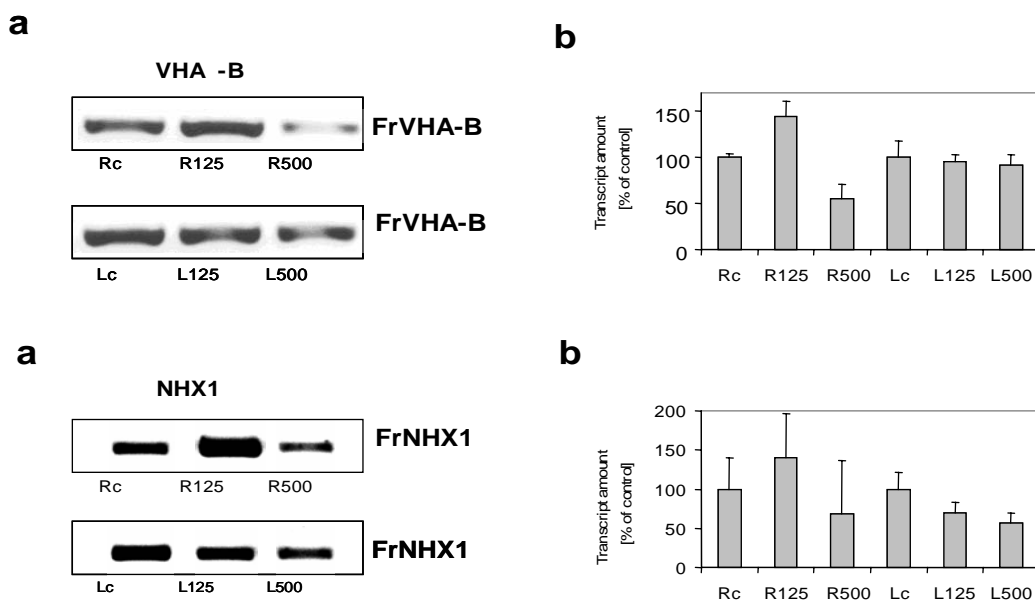 a
VHA -B
FrVHA-B
Rc R125 R500
FrVHA-B
Lc L125 L500
b
Transcript amount
[% of control]
150
100
50
0
Rc R125 R500 Lc L125 L500
a
NHX1
FrNHX1
Rc R125 R500
FrNHX1
Lc L125 L500
b
Transcript amount
[% of control]
200
150
100
50
0
Rc R125 R500 Lc L125 L500